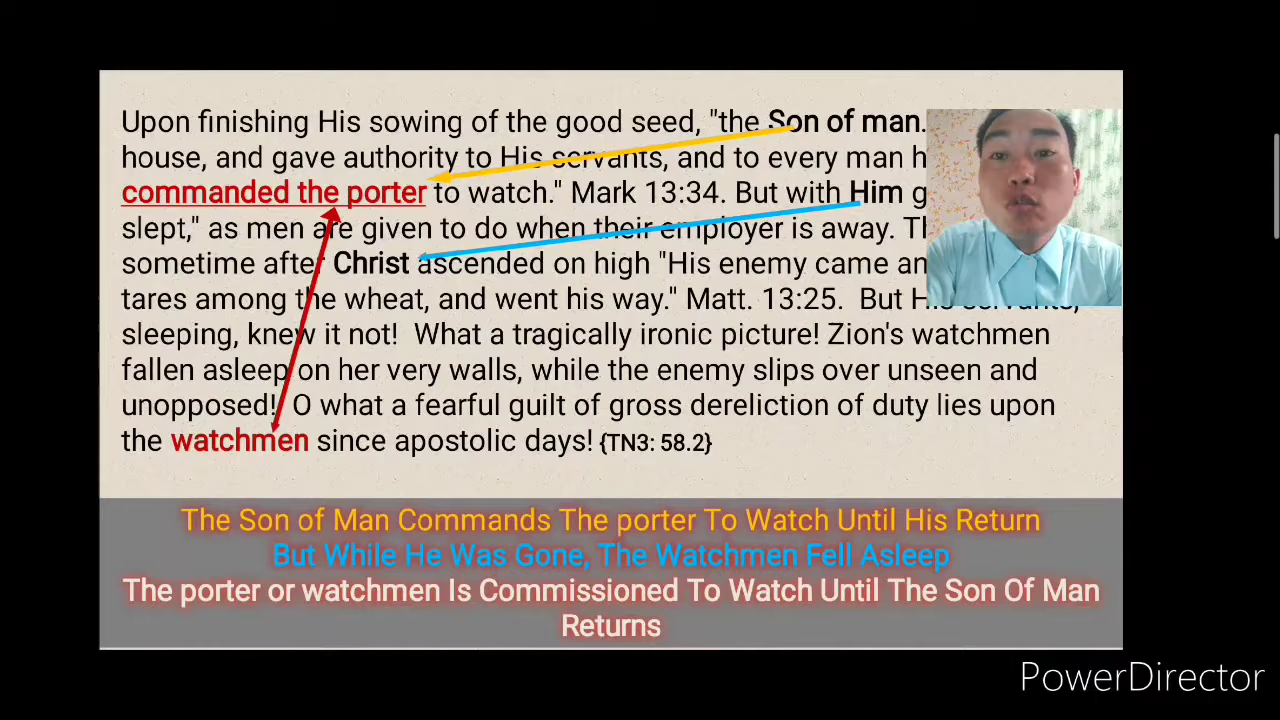 Upon finishing His sowing of the good seed, "the Son of man.
house, and gave authority to His servants, and to every man h
commanded the porter to watch." Mark 13:34. But with Him g
slept," as men are given to do when their employer is away. Th
sometime after Christ ascended on high "His enemy came an
tares among the wheat, and went his way." Matt. 13:25. But His servants,
sleeping, knew it not! What a tragically ironic picture! Zion's watchmen
fallen asleep on her very walls, while the enemy slips over unseen and
unopposed! O what a fearful guilt of gross dereliction of duty lies upon
the watchmen since apostolic days! {TN3: 58.2}
The Son of Man Commands The porter To Watch Until His Return
But While He Was Gone, The Watchmen Fell Asleep
The porter or watchmen Is Commissioned To Watch Until The Son Of Man
Returns
PowerDirector